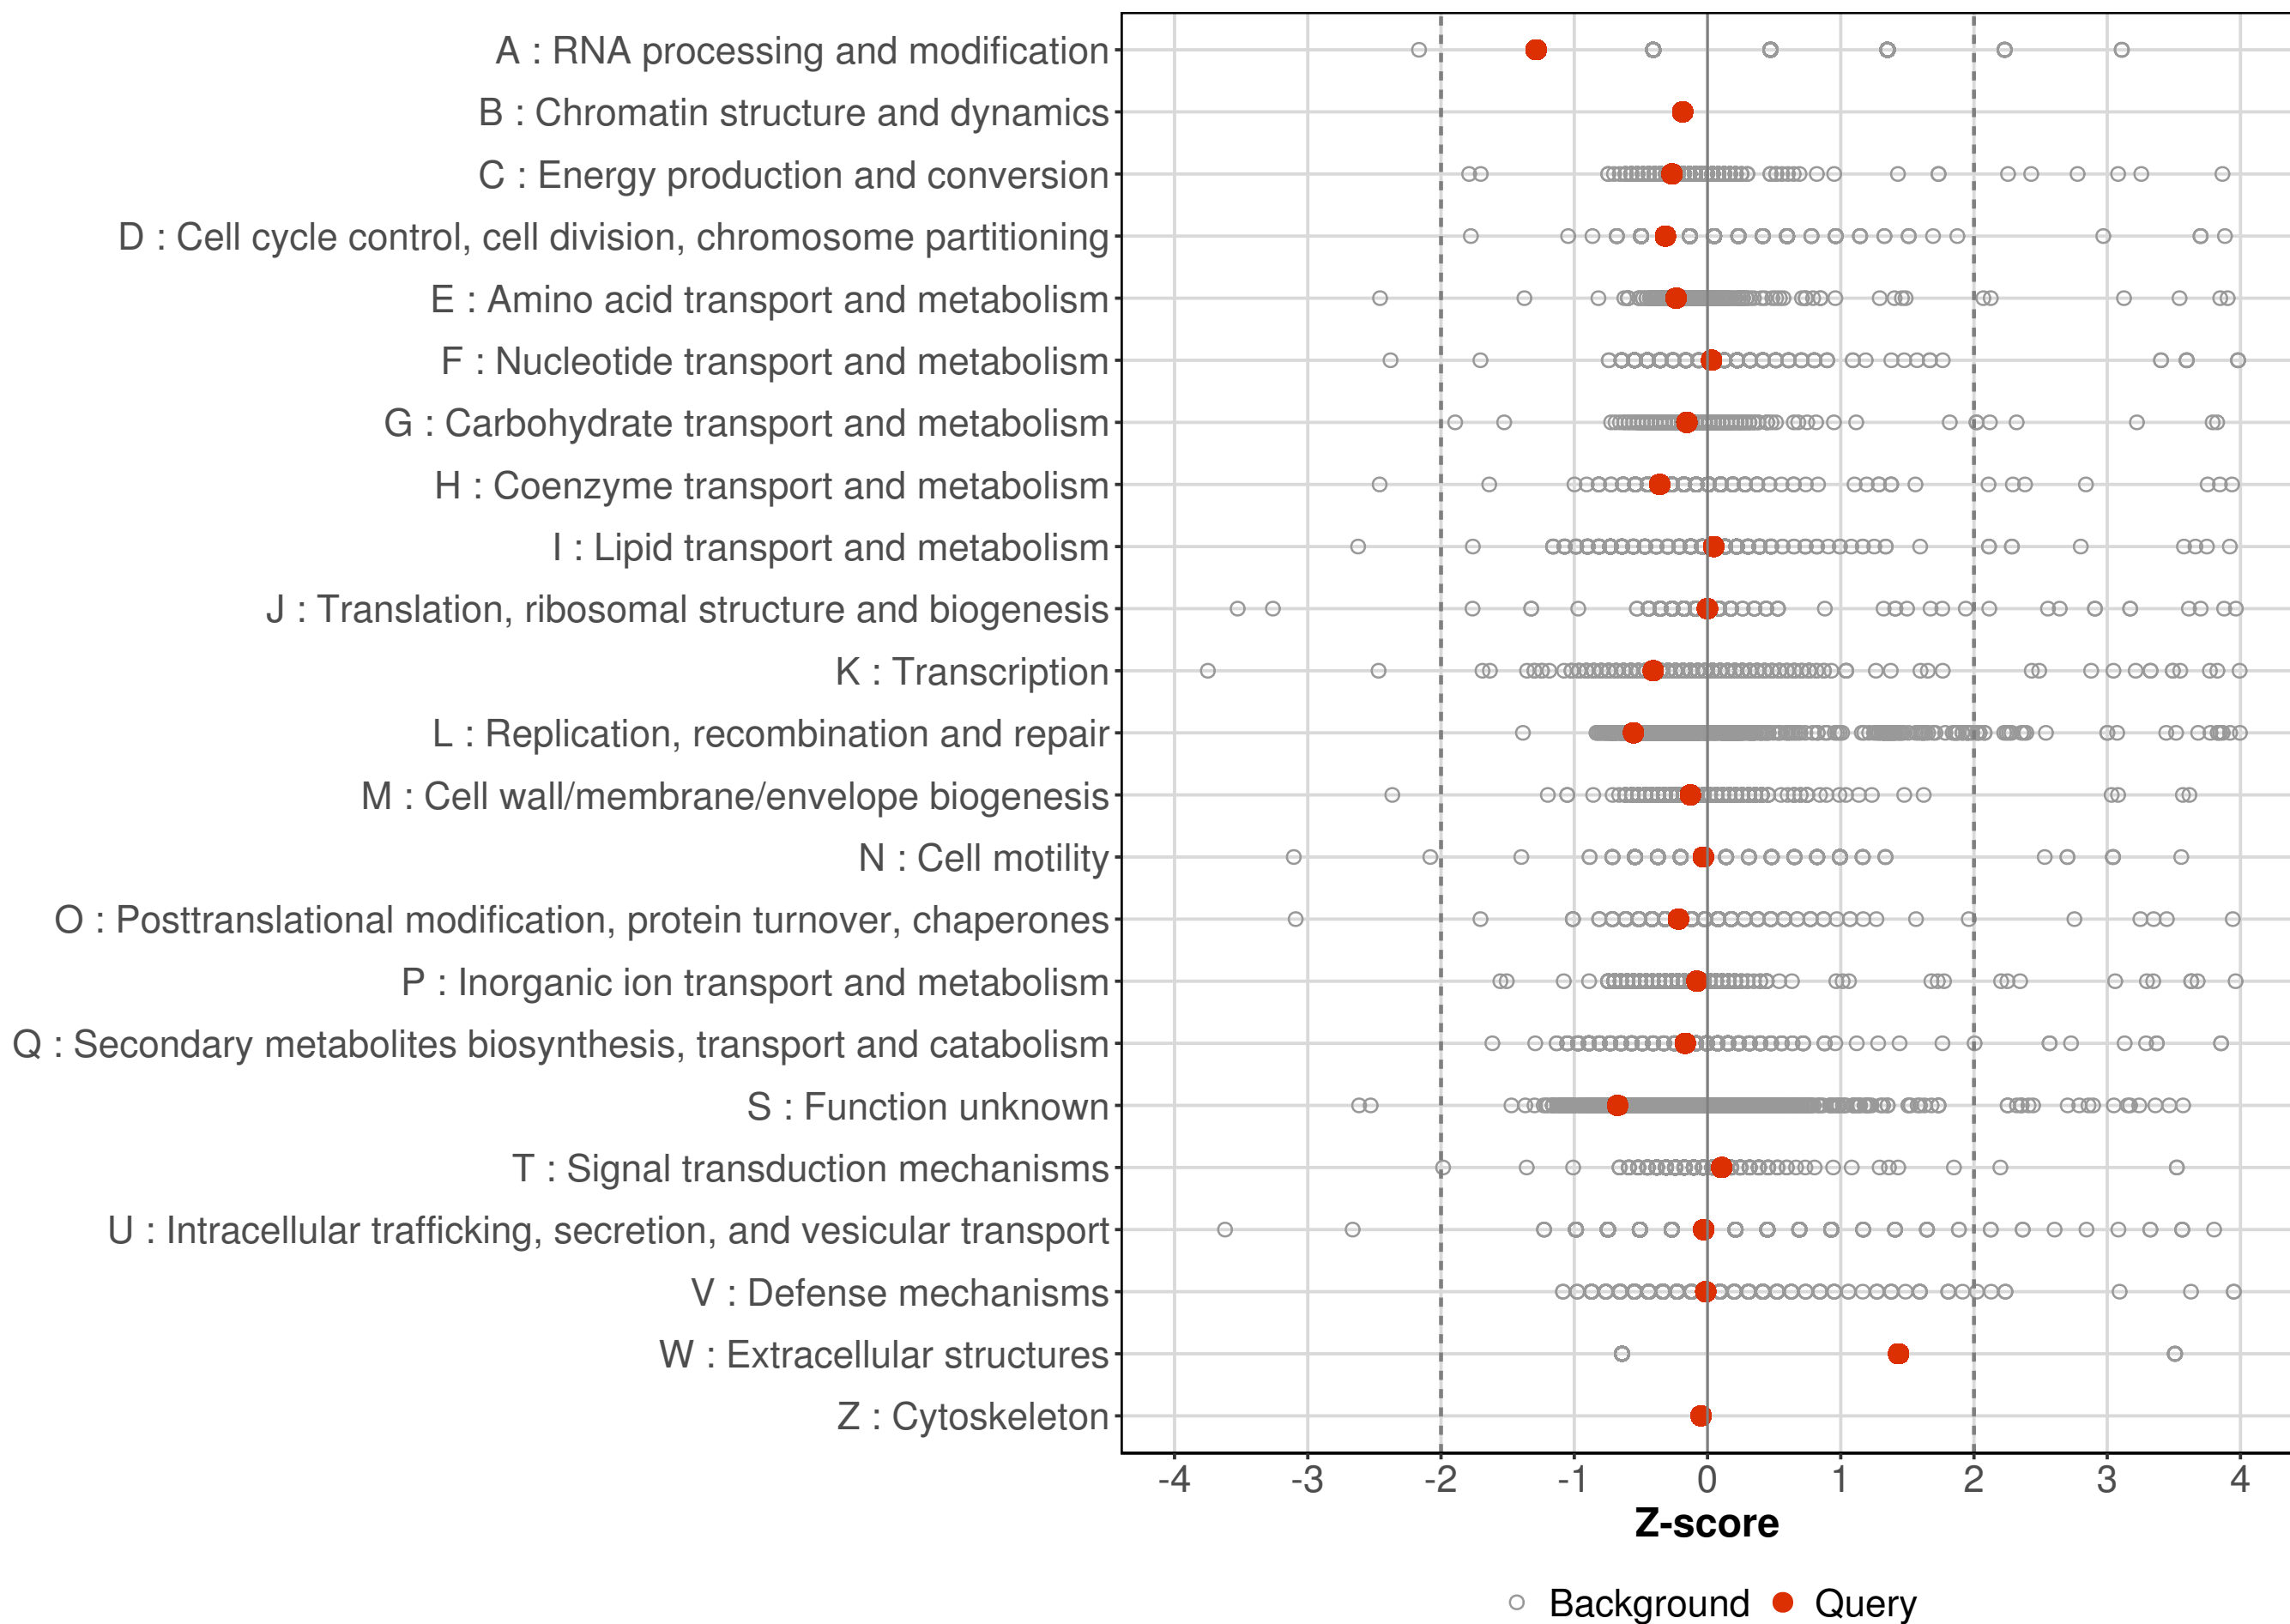 A : RNA processing and modification
B : Chromatin structure and dynamics
C : Energy production and conversion
D : Cell cycle control, cell division, chromosome partitioning
E : Amino acid transport and metabolism
F : Nucleotide transport and metabolism
G : Carbohydrate transport and metabolism
H : Coenzyme transport and metabolism
I : Lipid transport and metabolism
J : Translation, ribosomal structure and biogenesis
K : Transcription
L : Replication, recombination and repair
M : Cell wall/membrane/envelope biogenesis
N : Cell motility
O : Posttranslational modification, protein turnover, chaperones
P : Inorganic ion transport and metabolism
Q : Secondary metabolites biosynthesis, transport and catabolism
S : Function unknown
T : Signal transduction mechanisms
U : Intracellular trafficking, secretion, and vesicular transport
V : Defense mechanisms
W : Extracellular structures
Z : Cytoskeleton
-4 -3 -2 -1 0 1 2 3 4
Z-score
Background Query